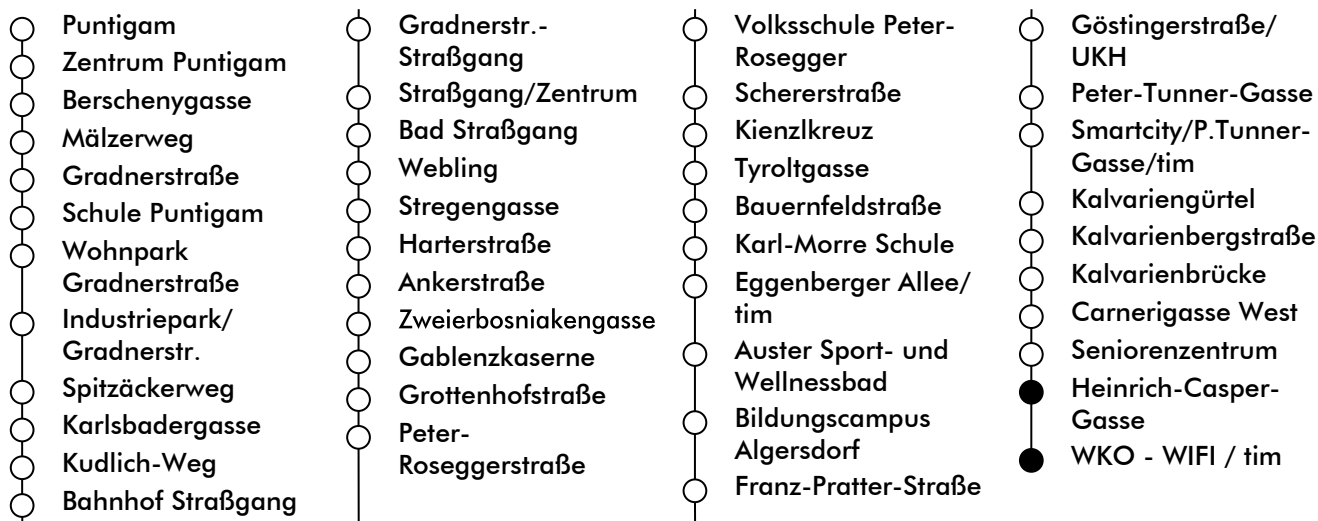 Puntigam
Zentrum Puntigam
Berschenygasse
Mälzerweg
Gradnerstraße
Schule Puntigam
Wohnpark
Gradnerstraße
Industriepark/
Gradnerstr.
Spitzäckerweg
Karlsbadergasse
Kudlich-Weg
Bahnhof Straßgang
Gradnerstr.-
Straßgang
Straßgang/Zentrum
Bad Straßgang
Webling
Stregengasse
Harterstraße
Ankerstraße
Zweierbosniakengasse
Gablenzkaserne
Grottenhofstraße
Peter-
Roseggerstraße
Volksschule Peter-
Rosegger
Schererstraße
Kienzlkreuz
Tyroltgasse
Bauernfeldstraße
Karl-Morre Schule
Eggenberger Allee/
tim
Auster Sport- und
Wellnessbad
Bildungscampus
Algersdorf
Franz-Pratter-Straße
Göstingerstraße/
UKH
Peter-Tunner-Gasse
Smartcity/P.Tunner-
Gasse/tim
Kalvariengürtel
Kalvarienbergstraße
Kalvarienbrücke
Carnerigasse West
Seniorenzentrum
Heinrich-Casper-
Gasse
WKO - WIFI / tim